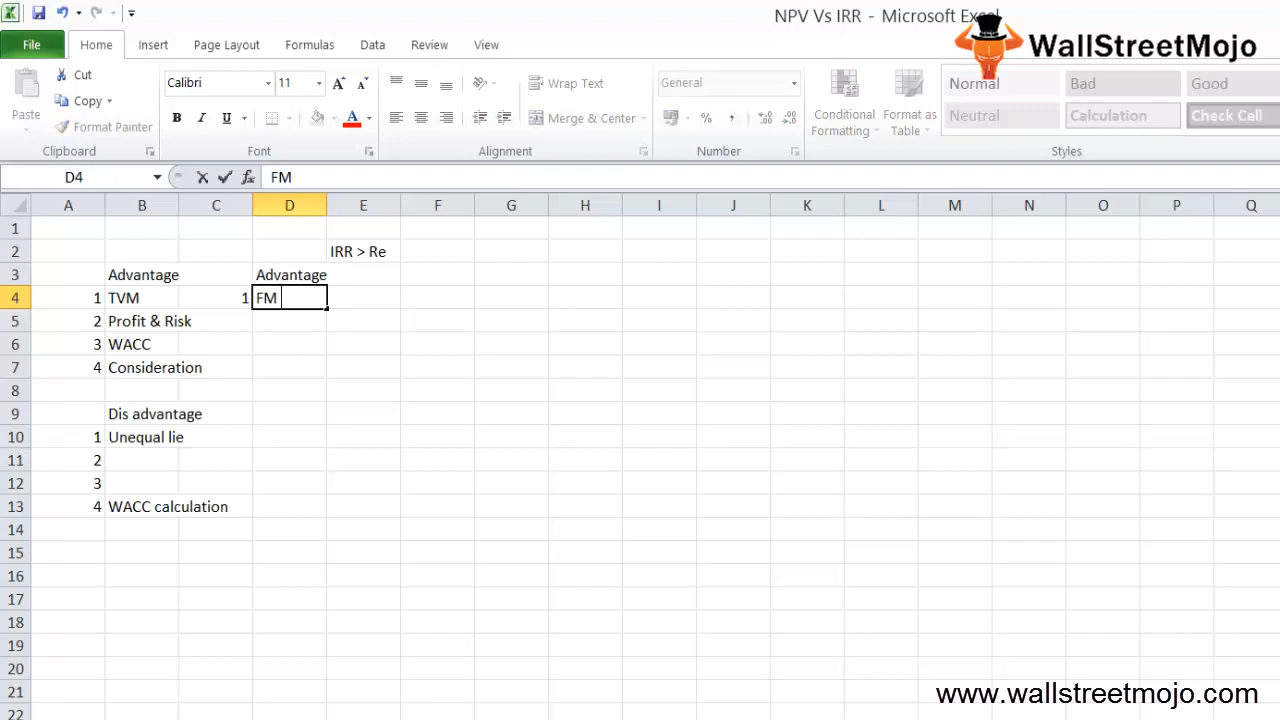 NPV Vs IRR - Microsoft Excel
WallStreetMojo
File Home Insert Page Layout Formulas Data Review View
Cut
Copy
Format Painter
Paste
Clipboard
Calibri 11
B I U A
Font
Wrap Text
Merge & Center
Alignment
General
% ,
Number
Conditional Formatting
Format as Table
Normal Bad Good
Neutral Calculation Check Cell
Styles
D4 fx FM
A B C D E F G H I J K L M N O P Q
1
2 IRR > Re
3 Advantage Advantage
4 1 TVM 1 FM
5 2 Profit & Risk
6 3 WACC
7 4 Consideration
8
9 Dis advantage
10 1 Unequal lie
11 2
12 3
13 4 WACC calculation
14
15
16
17
18
19
20
21
22
www.wallstreetmojo.com